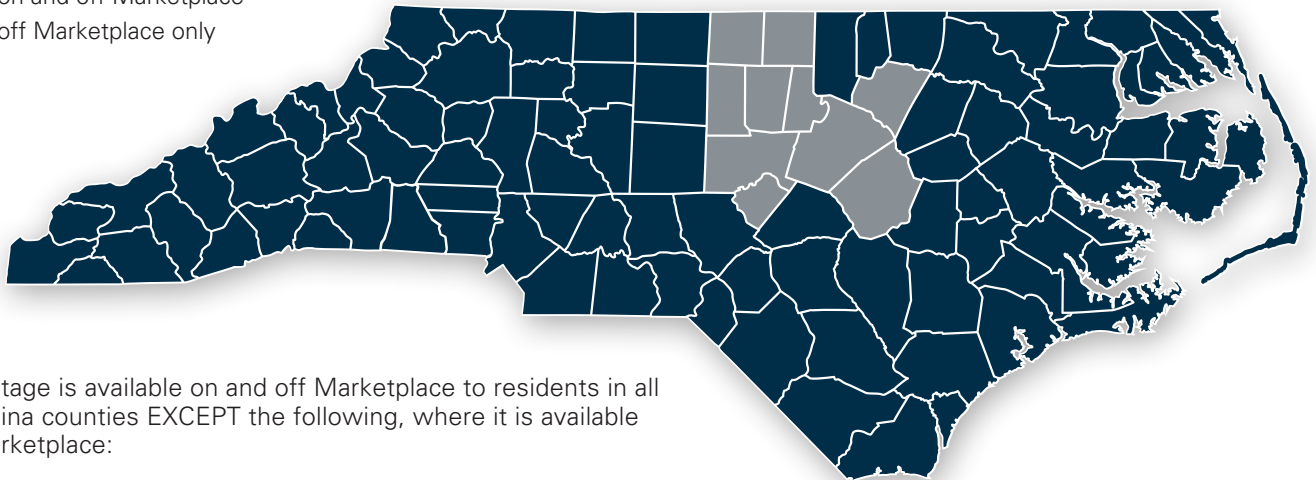 on and off Marketplace
off Marketplace only
tage is available on and off Marketplace to residents in all
ina counties EXCEPT the following, where it is available
rketplace: